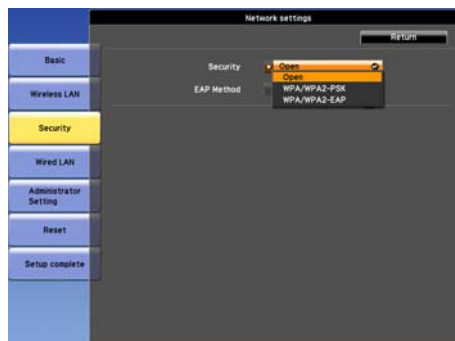 Network settings
Return
Basic
Wireless LAN
Security
Wired LAN
Administrator
Setting
Reset
Setup complete
Security
Open
Open
WPA/WPA2-PSK
WPA/WPA2-EAP
EAP Method